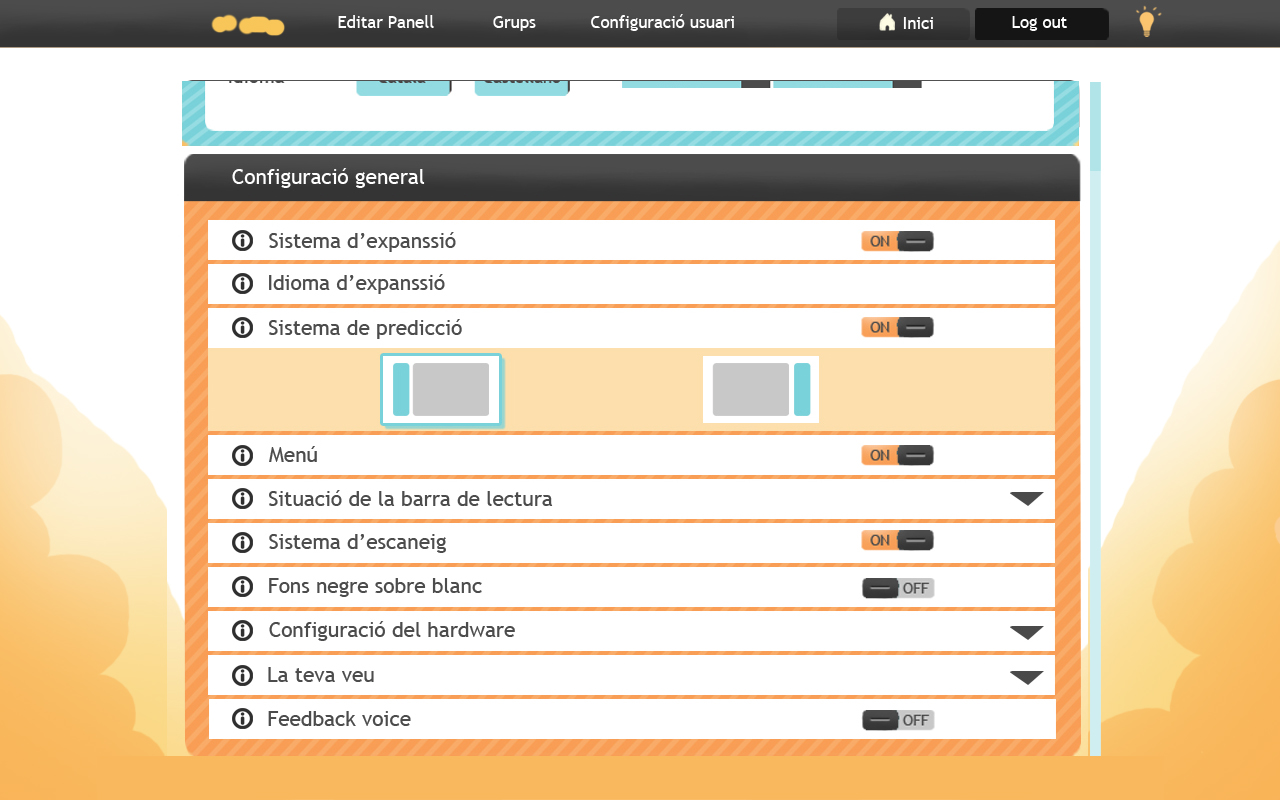 Editar Panell Grups Configuració usuari Inici Log out
Idioma Català Castellano
Configuració general
Sistema d’expanssió ON
Idioma d’expanssió
Sistema de predicció ON
Menú ON
Situació de la barra de lectura
Sistema d’escaneig ON
Fons negre sobre blanc OFF
Configuració del hardware
La teva veu
Feedback voice OFF